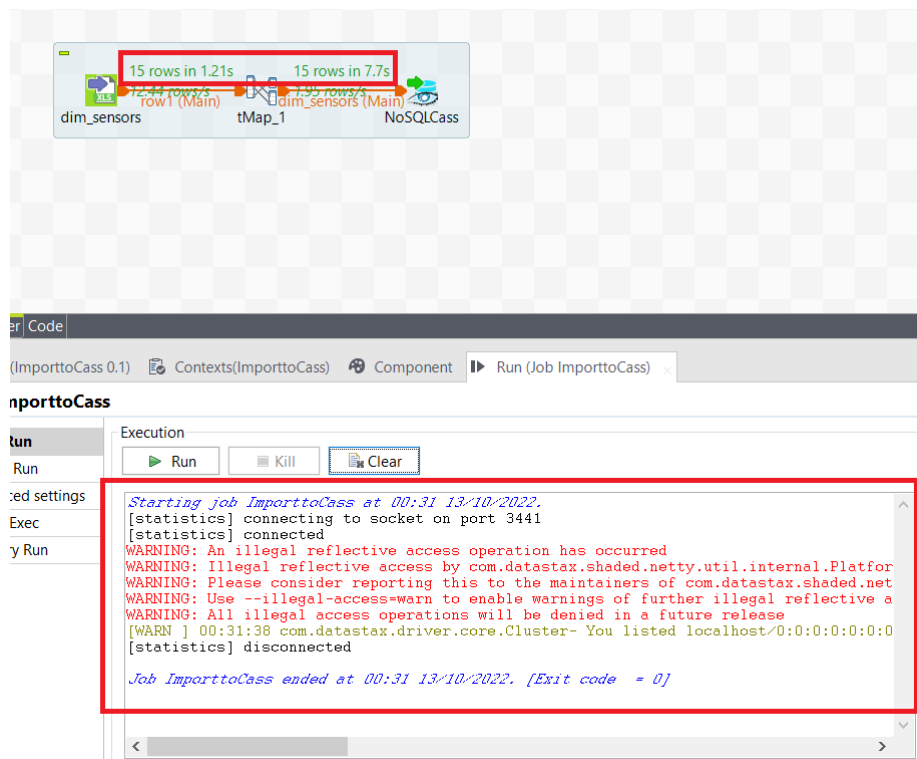 15 rows in 1.21s
15 rows in 7.7s
12.44 rows/s
1.95 rows/s
row1 (Main)
dim_sensors (Main)
XLS
dim_sensors
tMap_1
NoSQLCass
er
Code
(ImporttoCass 0.1)
Contexts(ImporttoCass)
Component
Run (Job ImporttoCass)
mporttoCass
Run
Run
ced settings
Exec
ry Run
Execution
Run
Kill
Clear
Starting job ImporttoCass at 00:31 13/10/2022.
[statistics] connecting to socket on port 3441
[statistics] connected
WARNING: An illegal reflective access operation has occurred
WARNING: Illegal reflective access by com.datastax.shaded.netty.util.internal.Platfor
WARNING: Please consider reporting this to the maintainers of com.datastax.shaded.net
WARNING: Use --illegal-access=warn to enable warnings of further illegal reflective a
WARNING: All illegal access operations will be denied in a future release
[WARN ] 00:31:38 com.datastax.driver.core.Cluster- You listed localhost/0:0:0:0:0:0:0
[statistics] disconnected
Job ImporttoCass ended at 00:31 13/10/2022. [Exit code  = 0]